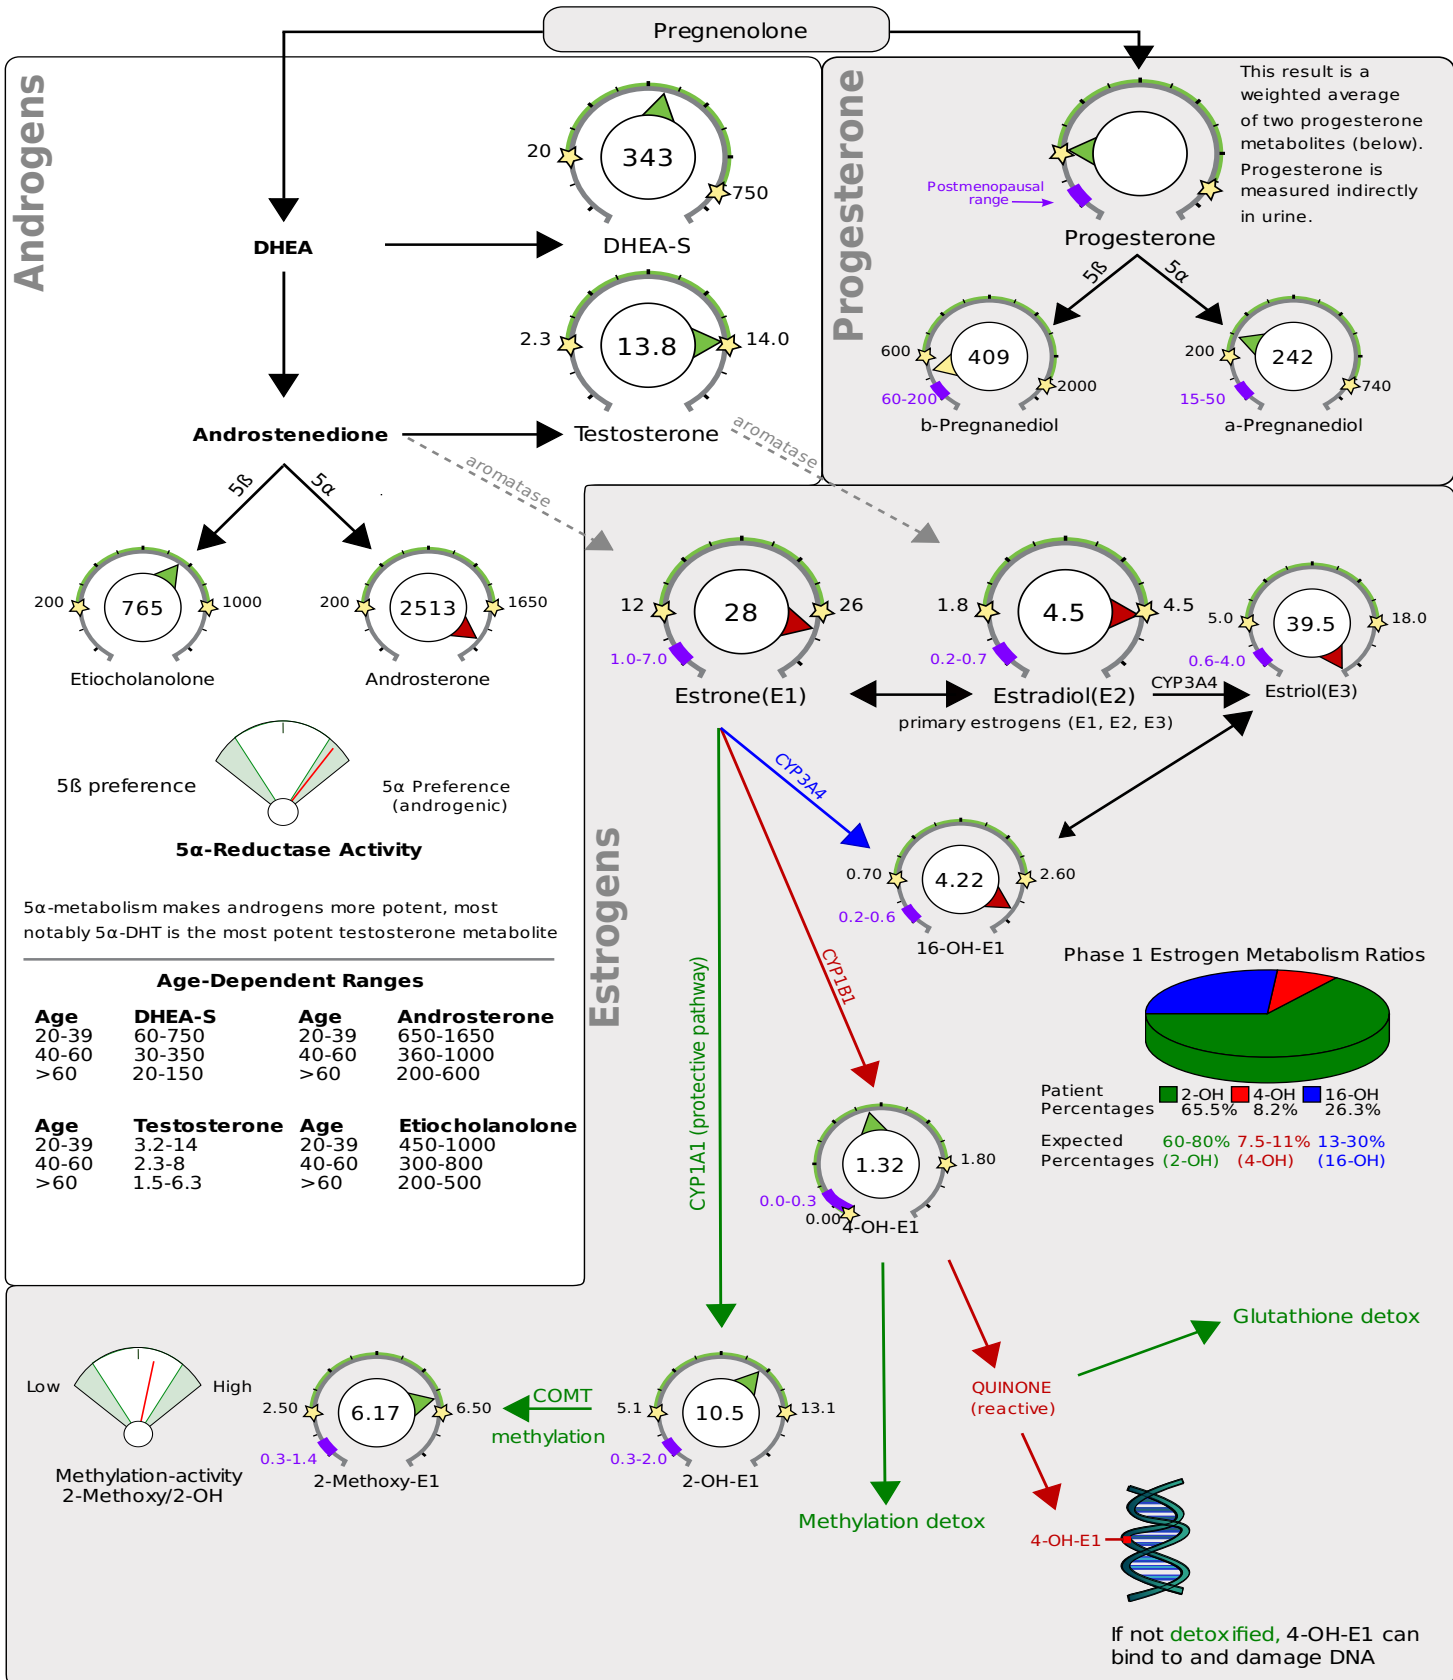 Pregnenolone
Androgens
20
343
750
DHEA-S
DHEA
2.3
13.8
14.0
Testosterone
Androstenedione
aromatase
aromatase
5ß
5α
200
765
1000
Etiocholanolone
200
2513
1650
Androsterone
5ß preference
5α Preference
(androgenic)
5α-Reductase Activity
5α-metabolism makes androgens more potent, most
notably 5α-DHT is the most potent testosterone metabolite
Age-Dependent Ranges
Age DHEA-S Age Androsterone
20-39 60-750 20-39 650-1650
40-60 30-350 40-60 360-1000
>60 20-150 >60 200-600
Age Testosterone Age Etiocholanolone
20-39 3.2-14 20-39 450-1000
40-60 2.3-8 40-60 300-800
>60 1.5-6.3 >60 200-500
Progesterone
This result is a
weighted average
of two progesterone
metabolites (below).
Progesterone is
measured indirectly
in urine.
Postmenopausal
range
Progesterone
5ß
5α
600
409
2000
60-200
b-Pregnanediol
200
242
740
15-50
a-Pregnanediol
Estrogens
12
28
26
1.0-7.0
Estrone(E1)
1.8
4.5
4.5
0.2-0.7
Estradiol(E2)
CYP3A4
5.0
39.5
18.0
0.6-4.0
Estriol(E3)
primary estrogens (E1, E2, E3)
CYP3A4
0.70
4.22
2.60
0.2-0.6
16-OH-E1
CYP1B1
CYP1A1 (protective pathway)
Phase 1 Estrogen Metabolism Ratios
Patient
Percentages
2-OH 4-OH 16-OH
65.5% 8.2% 26.3%
Expected
Percentages
60-80% 7.5-11% 13-30%
(2-OH) (4-OH) (16-OH)
1.32
1.80
0.0-0.3
0.00
4-OH-E1
Low
High
Methylation-activity
2-Methoxy/2-OH
2.50
6.17
6.50
0.3-1.4
2-Methoxy-E1
COMT
methylation
5.1
10.5
13.1
0.3-2.0
2-OH-E1
Methylation detox
QUINONE
(reactive)
Glutathione detox
4-OH-E1
If not detoxified, 4-OH-E1 can
bind to and damage DNA